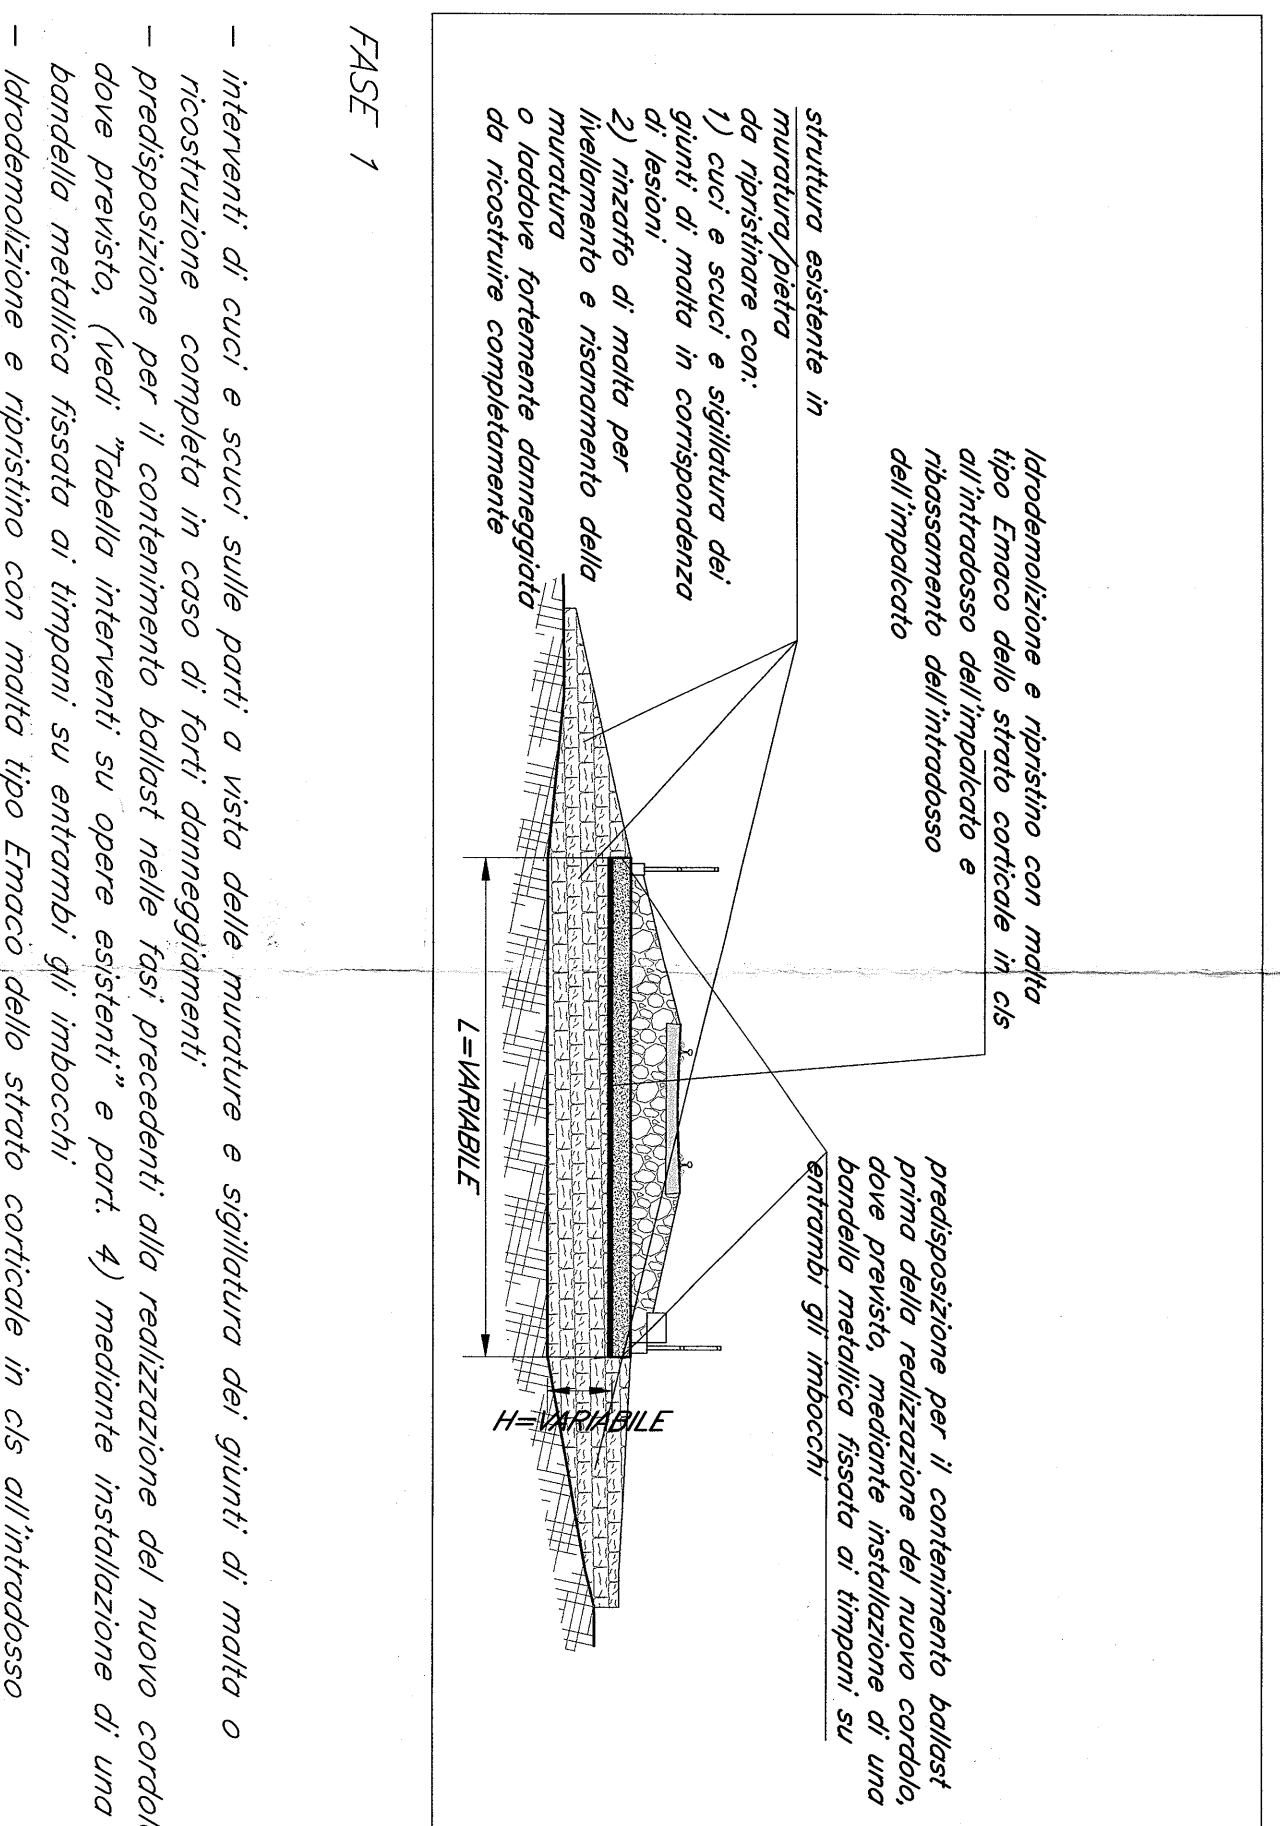 Idrodemolizione e ripristino con malta
tipo Emaco dello strato corticale in cls
all'intradosso dell'impalcato e
ribassamento dell'intradosso
dell'impalcato
predisposizione per il contenimento ballast
prima della realizzazione del nuovo cordolo,
dove previsto, mediante installazione di una
bandella metallica fissata ai timpani su
entrambi gli imbocchi
struttura esistente in
muratura/pietra
da ripristinare con:
1) cuci e scuci e sigillatura dei
giunti di malta in corrispondenza
di lesioni
2) rinzaffo di malta per
livellamento e risanamento della
muratura
o laddove fortemente danneggiata
da ricostruire completamente
H=VARIABILE
L=VARIABILE
FASE 1
- interventi di cuci e scuci sulle parti a vista delle murature e sigillatura dei giunti di malta o
ricostruzione completa in caso di forti danneggiamenti
- predisposizione per il contenimento ballast nelle fasi precedenti alla realizzazione del nuovo cordol
dove previsto, (vedi "Tabella interventi su opere esistenti" e part. 4) mediante installazione di una
bandella metallica fissata ai timpani su entrambi gli imbocchi
- Idrodemolizione e ripristino con malta tipo Emaco dello strato corticale in cls all'intradosso